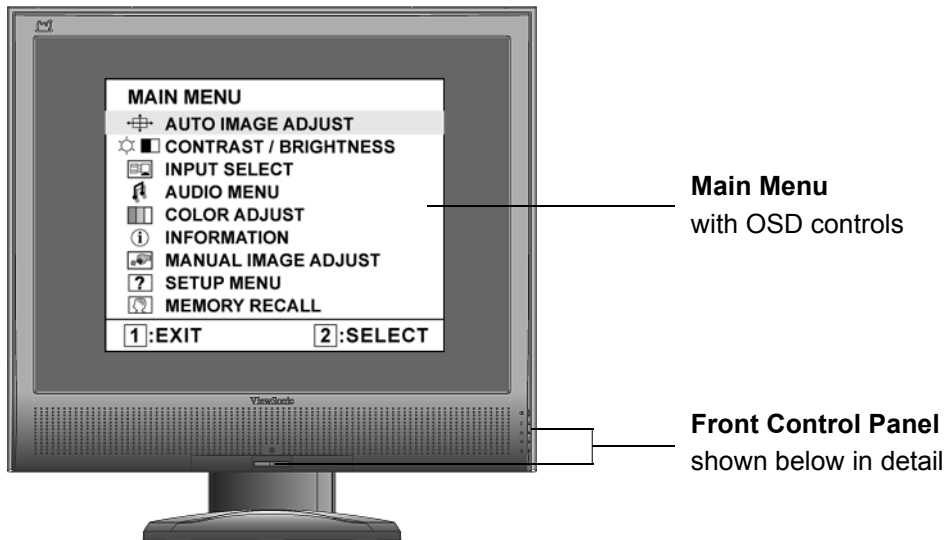 MAIN MENU
AUTO IMAGE ADJUST
CONTRAST / BRIGHTNESS
INPUT SELECT
AUDIO MENU
COLOR ADJUST
INFORMATION
MANUAL IMAGE ADJUST
SETUP MENU
MEMORY RECALL
1:EXIT 2:SELECT
ViewSonic
Main Menu
with OSD controls
Front Control Panel
shown below in detail